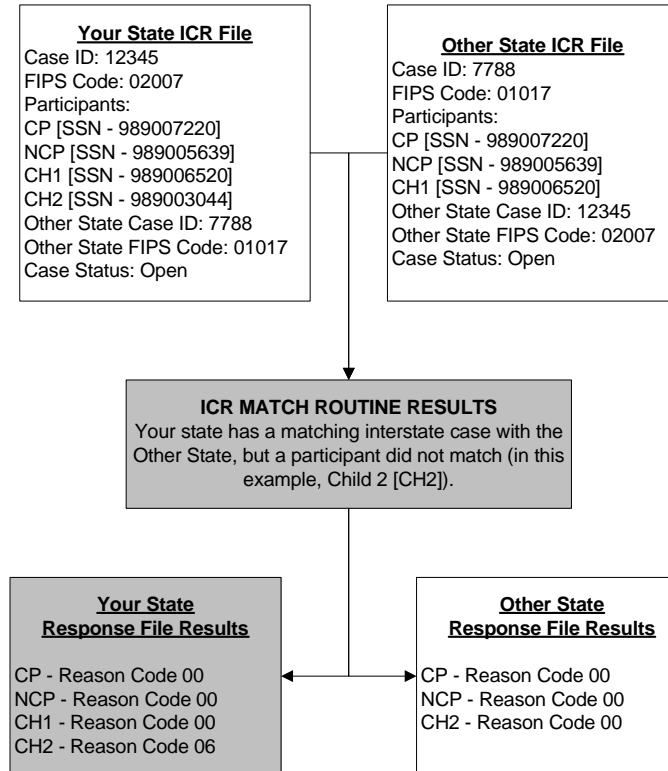 Your State ICR File
Case ID: 12345
FIPS Code: 02007
Participants:
CP [SSN - 989007220]
NCP [SSN - 989005639]
CH1 [SSN - 989006520]
CH2 [SSN - 989003044]
Other State Case ID: 7788
Other State FIPS Code: 01017
Case Status: Open
Other State ICR File
Case ID: 7788
FIPS Code: 01017
Participants:
CP [SSN - 989007220]
NCP [SSN - 989005639]
CH1 [SSN - 989006520]
Other State Case ID: 12345
Other State FIPS Code: 02007
Case Status: Open
ICR MATCH ROUTINE RESULTS
Your state has a matching interstate case with the
Other State, but a participant did not match (in this
example, Child 2 [CH2]).
Your State
Response File Results
CP - Reason Code 00
NCP - Reason Code 00
CH1 - Reason Code 00
CH2 - Reason Code 06
Other State
Response File Results
CP - Reason Code 00
NCP - Reason Code 00
CH2 - Reason Code 00